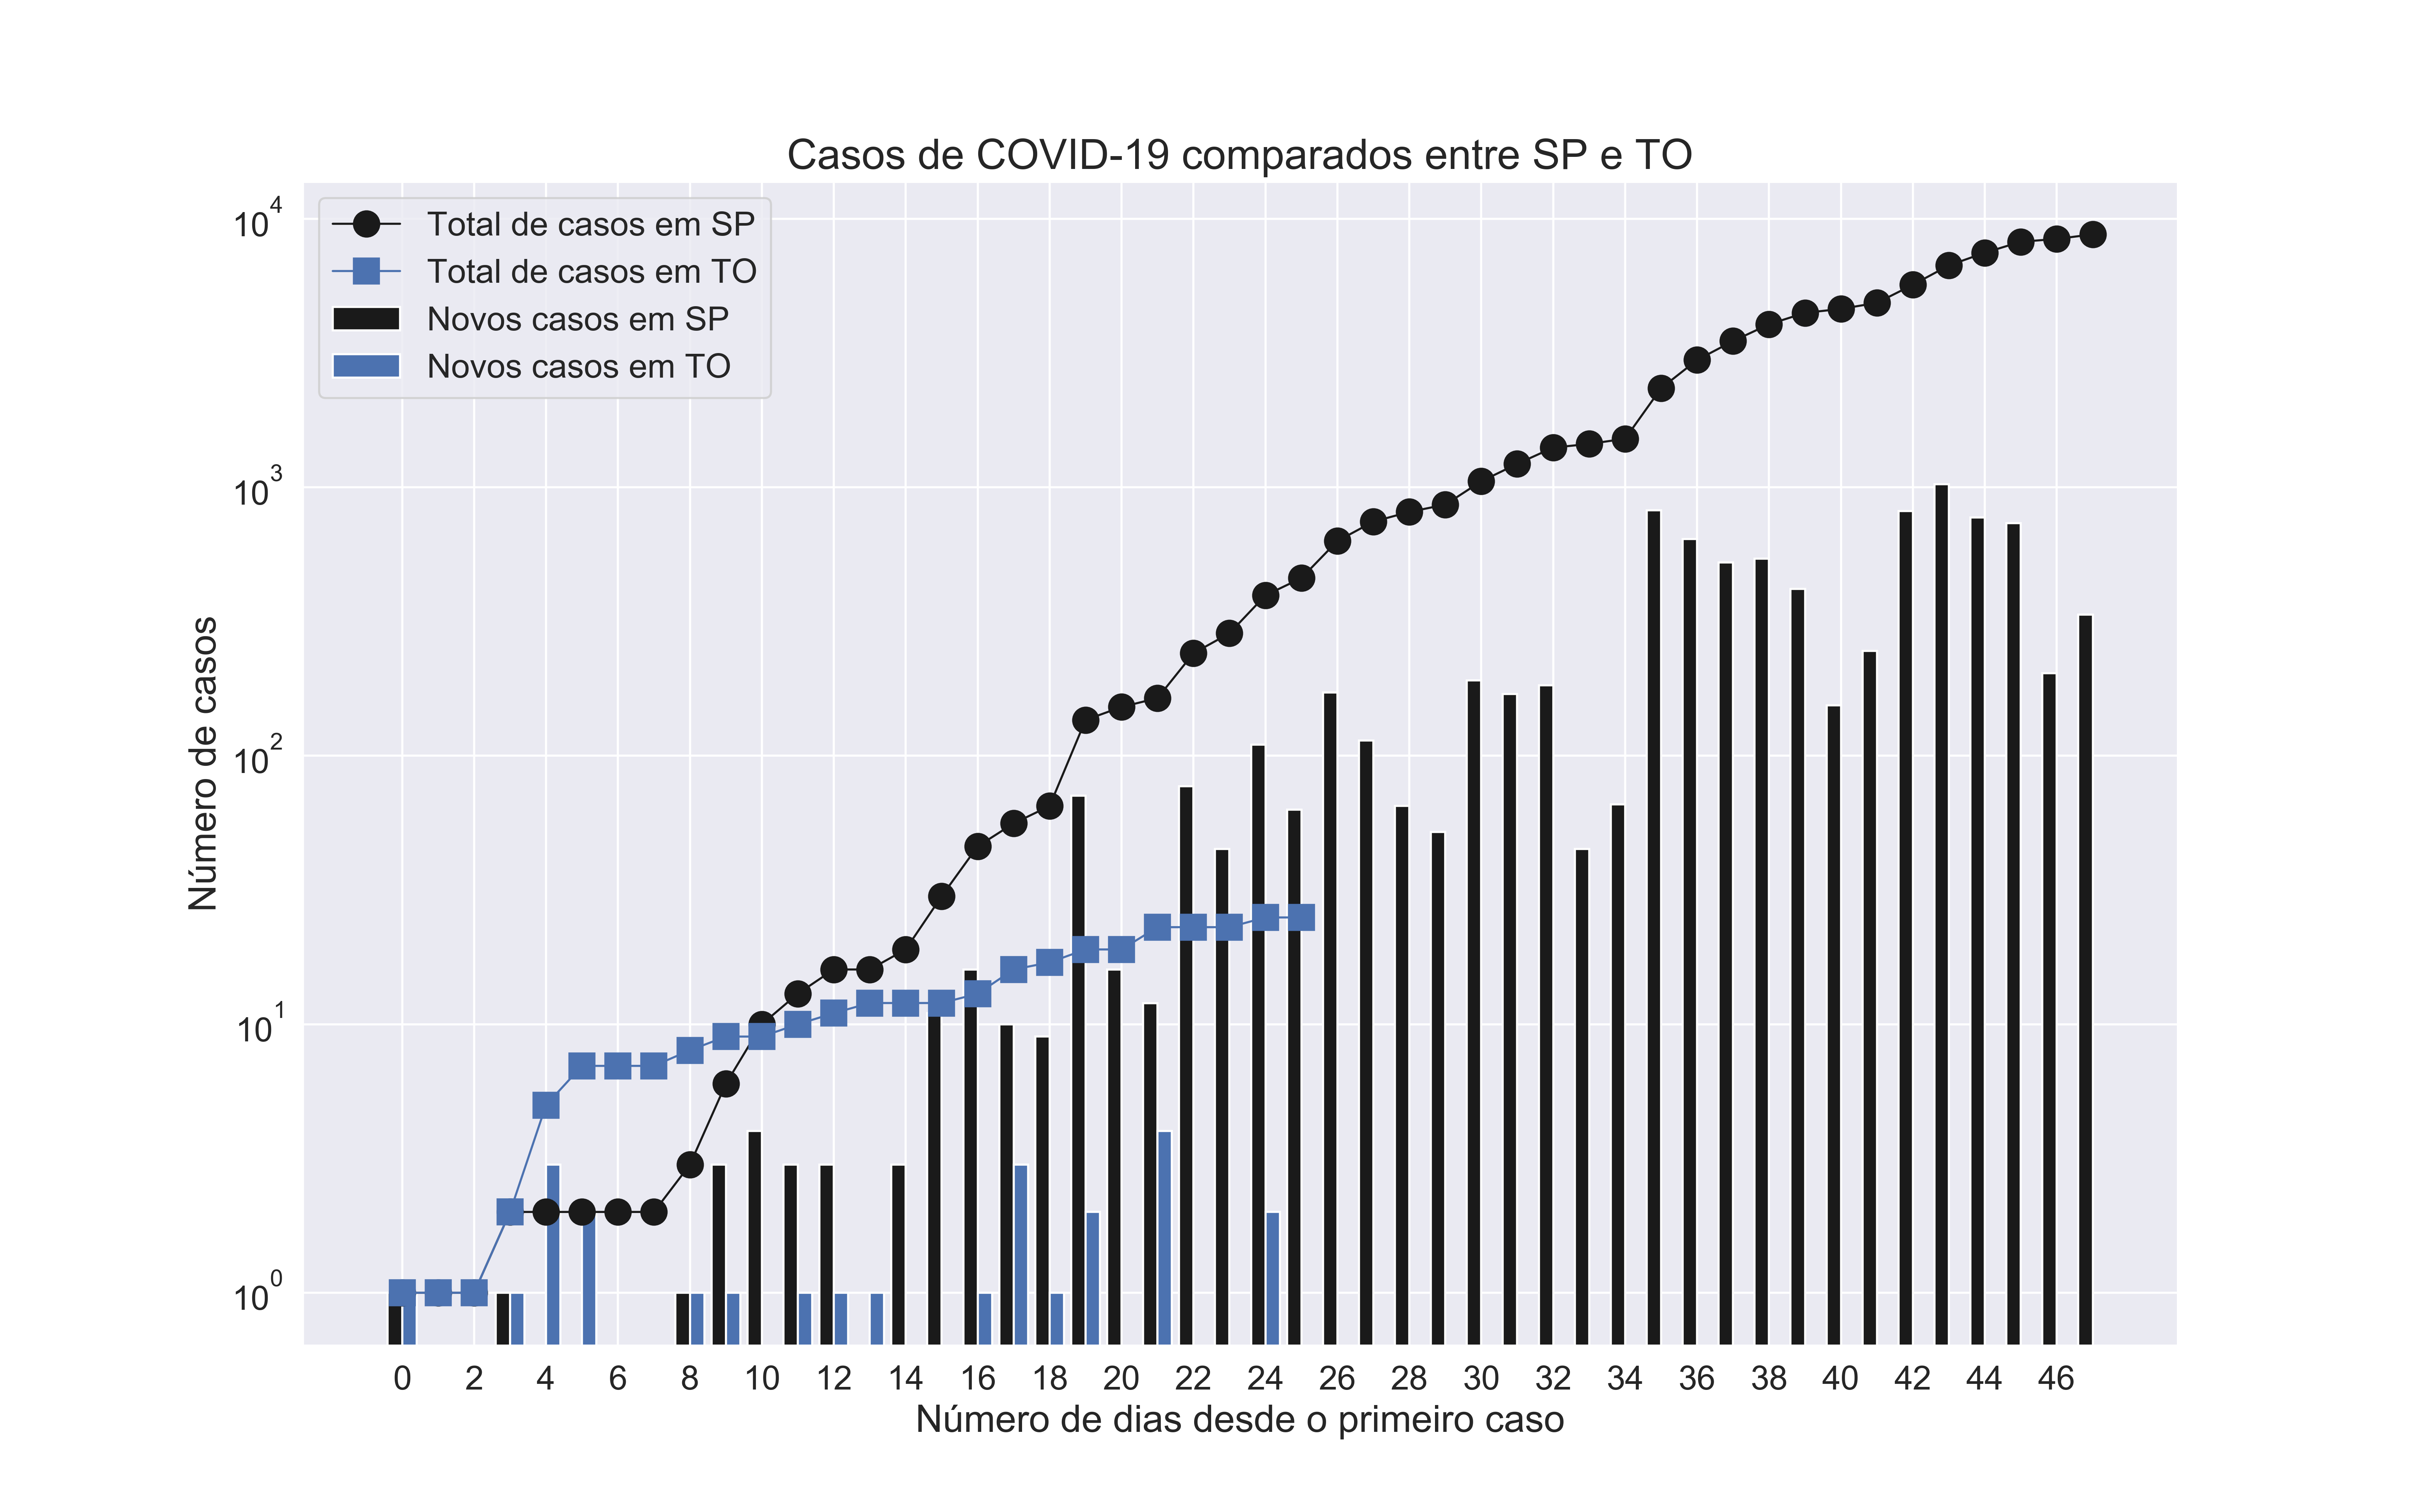 Casos de COVID-19 comparados entre SP e TO
Total de casos em SP
Total de casos em TO
Novos casos em SP
Novos casos em TO
Número de casos
10^4
10^3
10^2
10^1
10^0
0 2 4 6 8 10 12 14 16 18 20 22 24 26 28 30 32 34 36 38 40 42 44 46
Número de dias desde o primeiro caso